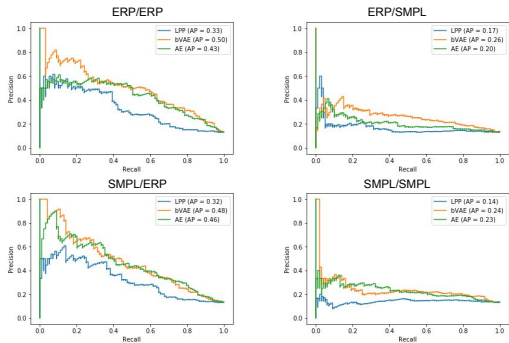 ERP/ERP
1.0
0.8
0.6
0.4
0.2
0.0
Precision
0.0 0.2 0.4 0.6 0.8 1.0
Recall
LPP (AP = 0.33)
bVAE (AP = 0.50)
AE (AP = 0.43)
ERP/SMPL
1.0
0.8
0.6
0.4
0.2
0.0
Precision
0.0 0.2 0.4 0.6 0.8 1.0
Recall
LPP (AP = 0.17)
bVAE (AP = 0.26)
AE (AP = 0.20)
SMPL/ERP
1.0
0.8
0.6
0.4
0.2
0.0
Precision
0.0 0.2 0.4 0.6 0.8 1.0
Recall
LPP (AP = 0.32)
bVAE (AP = 0.48)
AE (AP = 0.46)
SMPL/SMPL
1.0
0.8
0.6
0.4
0.2
0.0
Precision
0.0 0.2 0.4 0.6 0.8 1.0
Recall
LPP (AP = 0.14)
bVAE (AP = 0.24)
AE (AP = 0.23)